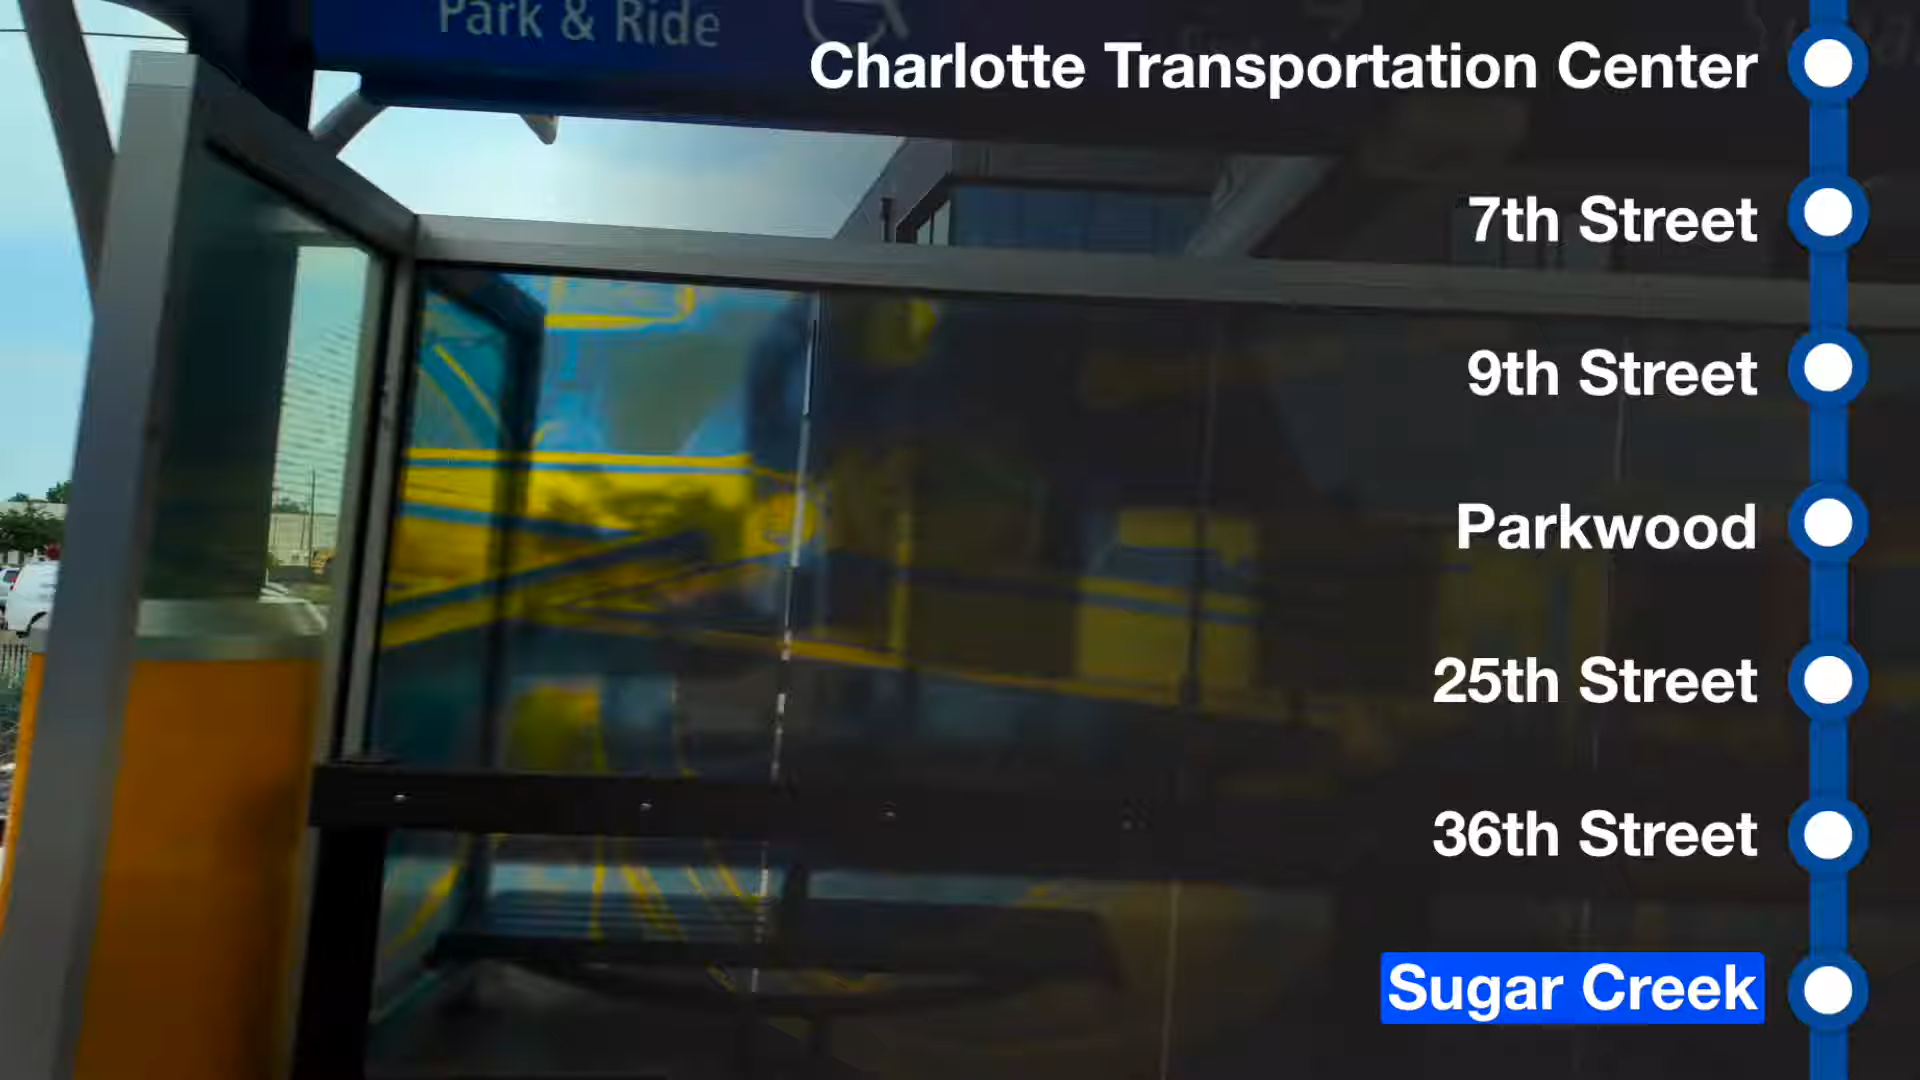 Park & Ride
Charlotte Transportation Center
7th Street
9th Street
Parkwood
25th Street
36th Street
Sugar Creek